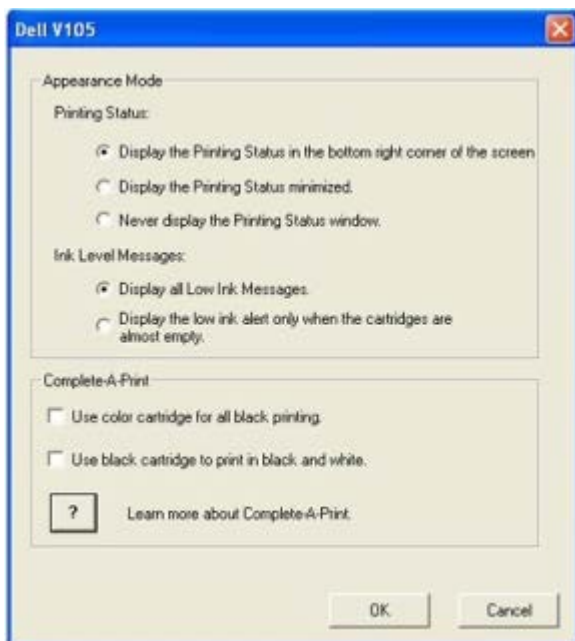 Dell V105
Appearance Mode
Printing Status:
Display the Printing Status in the bottom right corner of the screen
Display the Printing Status minimized.
Never display the Printing Status window.
Ink Level Messages:
Display all Low Ink Messages.
Display the low ink alert only when the cartridges are
almost empty.
Complete-A-Print
Use color cartridge for all black printing.
Use black cartridge to print in black and white.
?
Learn more about Complete-A-Print.
OK
Cancel